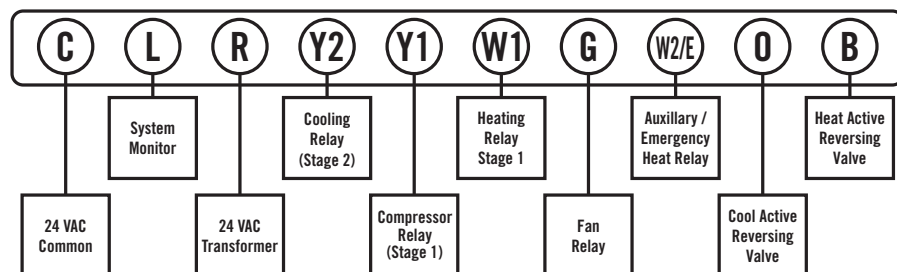 C L R Y2 Y1 W1 G W2/E O B
System
Monitor
Cooling
Relay
(Stage 2)
Heating
Relay
Stage 1
Auxillary /
Emergency
Heat Relay
Heat Active
Reversing
Valve
24 VAC
Common
24 VAC
Transformer
Compressor
Relay
(Stage 1)
Fan
Relay
Cool Active
Reversing
Valve